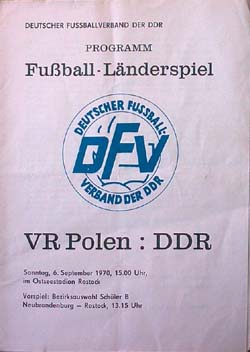 DEUTSCHER FUSSBALLVERBAND DER DDR
PROGRAMM
Fußball-Länderspiel
DEUTSCHER FUSSBALL-
DFV
VERBAND DER DDR
VR Polen : DDR
Sonntag, 6. September 1970, 15.00 Uhr,
im Ostseestadion Rostock
Vorspiel: Bezirksauswahl Schüler B
Neubrandenburg — Rostock, 13.15 Uhr